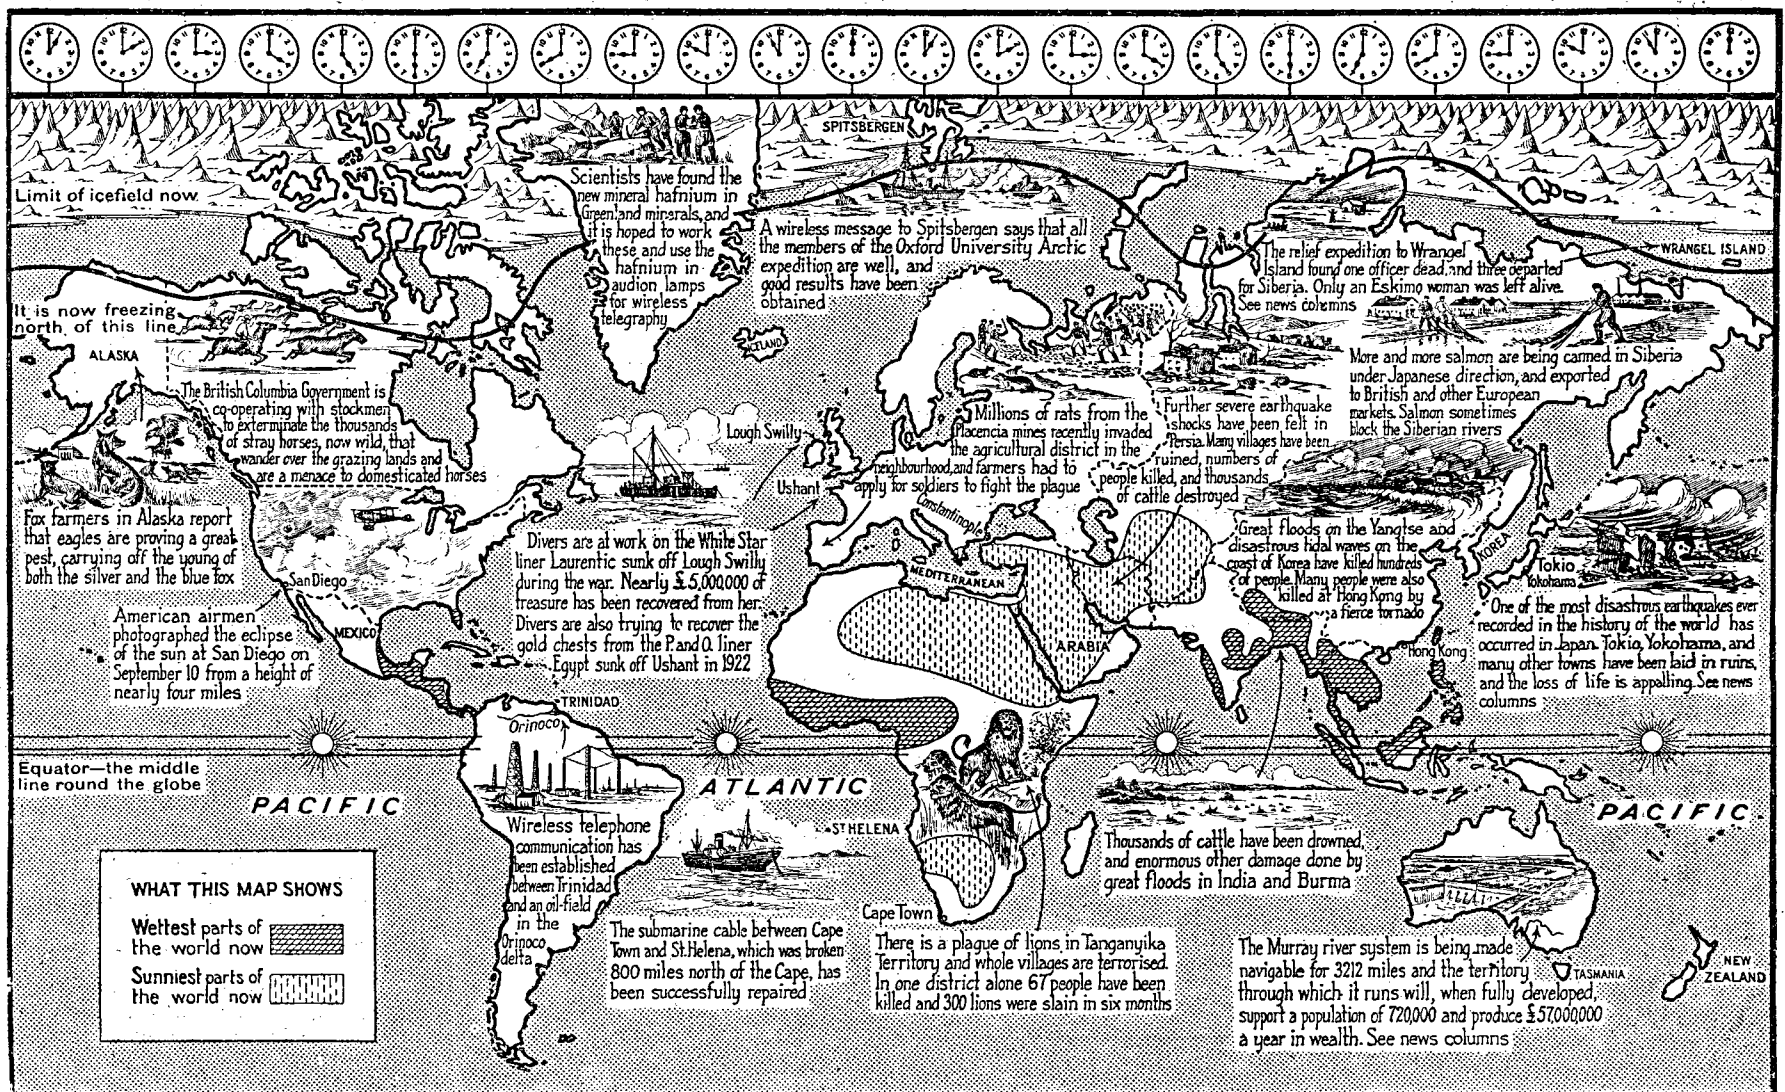 SPITSBERGEN
Limit of icefield now
Scientists have found the
new mineral hafnium in
Greenland minerals, and
it is hoped to work
these and use the
hafnium in
audion lamps
for wireless
telegraphy
A wireless message to Spitsbergen says that all
the members of the Oxford University Arctic
expedition are well, and
good results have been
obtained
The relief expedition to Wrangel
Island found one officer dead, and three departed
for Siberia. Only an Eskimo woman was left alive.
See news columns
WRANGEL ISLAND
It is now freezing
north of this line
ALASKA
ICELAND
The British Columbia Government is
co-operating with stockmen
to exterminate the thousands
of stray horses, now wild, that
wander over the grazing lands and
are a menace to domesticated horses
More and more salmon are being canned in Siberia
under Japanese direction, and exported
to British and other European
markets. Salmon sometimes
block the Siberian rivers
Lough Swilly
Ushant
Millions of rats from the
Placencia mines recently invaded
the agricultural district in the
neighbourhood, and farmers had to
apply for soldiers to fight the plague
Further severe earthquake
shocks have been felt in
Persia. Many villages have been
ruined, numbers of
people killed, and thousands
of cattle destroyed
Constantinople
Fox farmers in Alaska report
that eagles are proving a great
pest, carrying off the young of
both the silver and the blue fox
Divers are at work on the White Star
liner Laurentic sunk off Lough Swilly
during the war. Nearly £5,000,000 of
treasure has been recovered from her.
Divers are also trying to recover the
gold chests from the P. and O. liner
Egypt sunk off Ushant in 1922
Great floods on the Yangtse and
disastrous tidal waves on the
coast of Korea have killed hundreds
of people. Many people were also
killed at Hong Kong by
a fierce tornado
KOREA
Tokio
Yokohama
San Diego
MEXICO
MEDITERRANEAN
ARABIA
Hong Kong
American airmen
photographed the eclipse
of the sun at San Diego on
September 10 from a height of
nearly four miles
One of the most disastrous earthquakes ever
recorded in the history of the world has
occurred in Japan. Tokio, Yokohama, and
many other towns have been laid in ruins,
and the loss of life is appalling. See news
columns
TRINIDAD
Orinoco
Equator—the middle
line round the globe
PACIFIC
ATLANTIC
PACIFIC
ST HELENA
Wireless telephone
communication has
been established
between Trinidad
and an oil-field
in the
Orinoco
delta
Thousands of cattle have been drowned,
and enormous other damage done by
great floods in India and Burma
WHAT THIS MAP SHOWS
Wettest parts of
the world now
Sunniest parts of
the world now
Cape Town
The submarine cable between Cape
Town and St. Helena, which was broken
800 miles north of the Cape, has
been successfully repaired
There is a plague of lions in Tanganyika
Territory and whole villages are terrorised.
In one district alone 67 people have been
killed and 300 lions were slain in six months
The Murray river system is being made
navigable for 3212 miles and the territory
through which it runs will, when fully developed,
support a population of 720,000 and produce £57,000,000
a year in wealth. See news columns
TASMANIA
NEW
ZEALAND